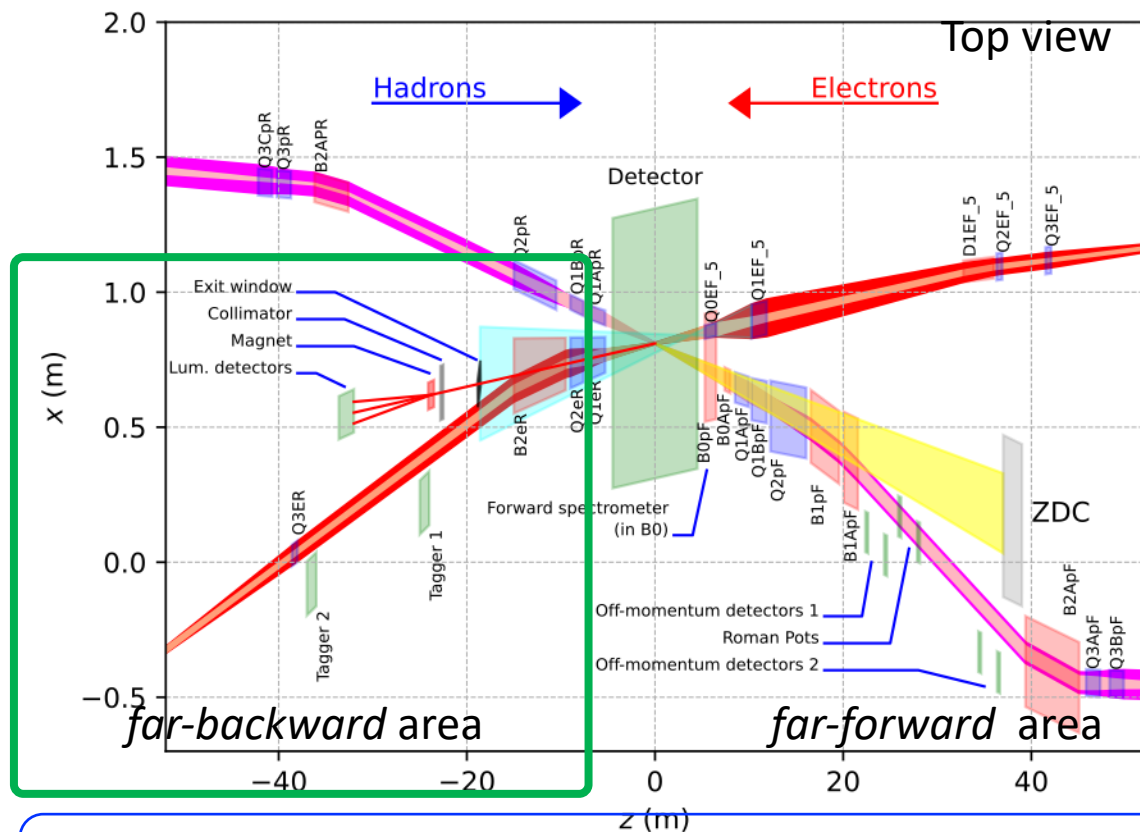 Top view
2.0
1.5
1.0
0.5
0.0
−0.5
x (m)
Hadrons
Electrons
Q3CpR
Q3pR
B2APR
Detector
Q2pR
Q1BpR
Q1ApR
Q0EF_5
Q1EF_5
D1EF_5
Q2EF_5
Q3EF_5
Exit window
Collimator
Magnet
Lum. detectors
B2eR
Q2eR
Q1eR
B0pF
B0ApF
Q1ApF
Q1BpF
Q2pF
B1pF
B1ApF
Forward spectrometer
(in B0)
ZDC
Q3ER
Tagger 1
Tagger 2
Off-momentum detectors 1
Roman Pots
Off-momentum detectors 2
B2ApF
Q3ApF
Q3BpF
far-backward area
far-forward area
−40
−20
0
20
40
z (m)